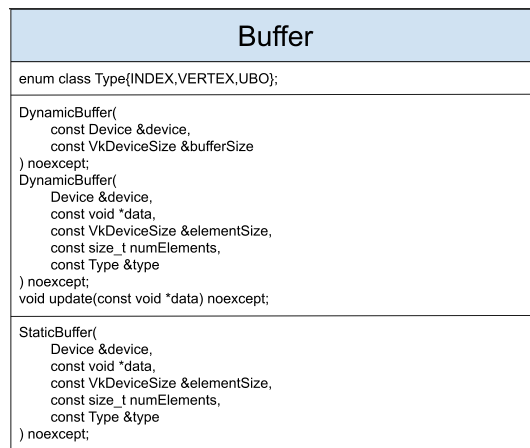 Buffer
enum class Type{INDEX,VERTEX,UBO};
DynamicBuffer(
const Device &device,
const VkDeviceSize &bufferSize
) noexcept;
DynamicBuffer(
Device &device,
const void *data,
const VkDeviceSize &elementSize,
const size_t numElements,
const Type &type
) noexcept;
void update(const void *data) noexcept;
StaticBuffer(
Device &device,
const void *data,
const VkDeviceSize &elementSize,
const size_t numElements,
const Type &type
) noexcept;